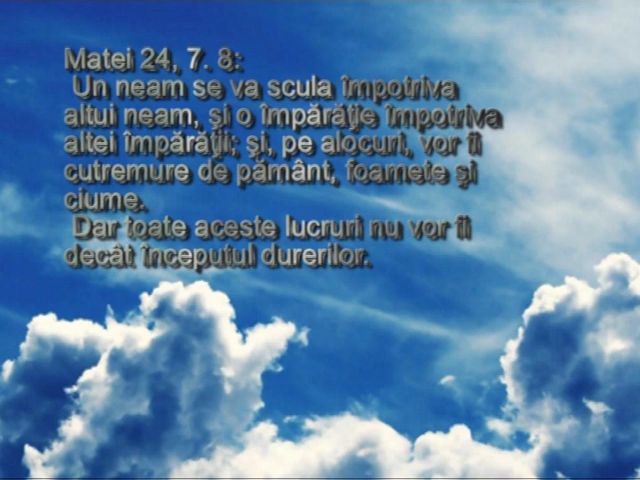 Matei 24, 7. 8:
Un neam se va scula împotriva
altui neam, şi o împărăţie împotriva
altei împărăţii; şi, pe alocuri, vor fi
cutremure de pământ, foamete şi
ciume.
Dar toate aceste lucruri nu vor fi
decât începutul durerilor.